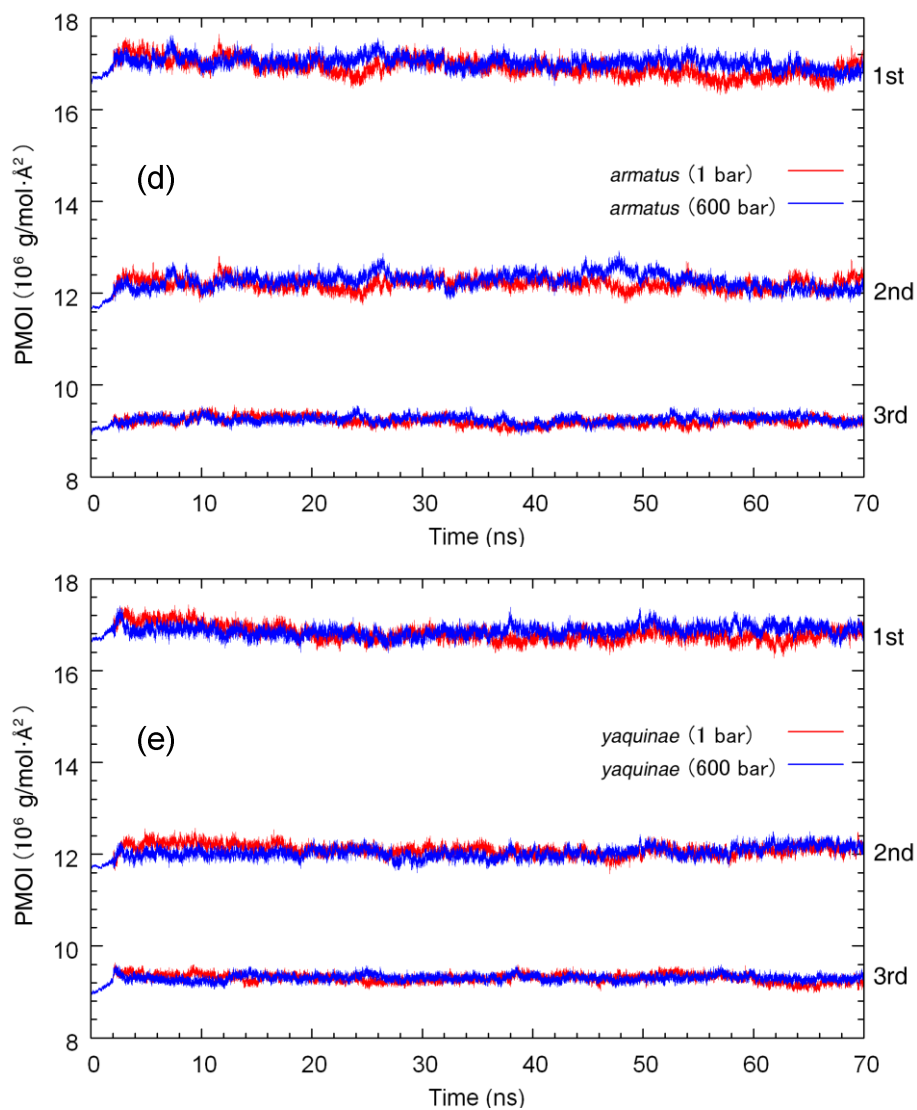 18
16
14
12
10
8
PMOI (10⁶ g/mol·Å²)
(d)
armatus (1 bar)
armatus (600 bar)
1st
2nd
3rd
0 10 20 30 40 50 60 70
Time (ns)
18
16
14
12
10
8
PMOI (10⁶ g/mol·Å²)
(e)
yaquinae (1 bar)
yaquinae (600 bar)
1st
2nd
3rd
0 10 20 30 40 50 60 70
Time (ns)